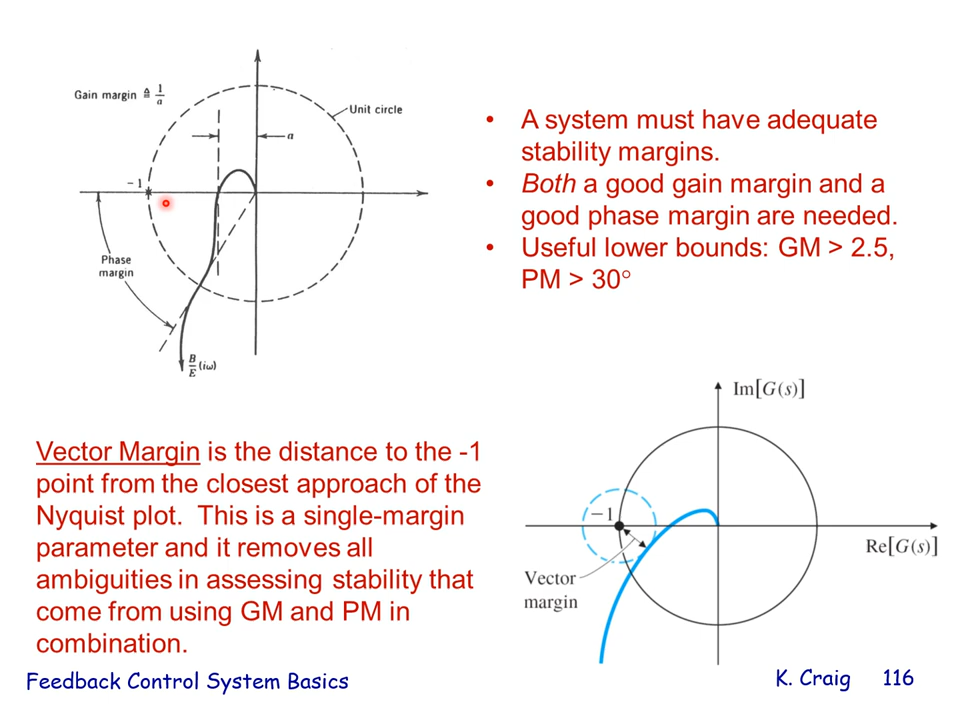 Gain margin ≜ 1/a
Unit circle
a
– 1
Phase
margin
B/E (iω)
• A system must have adequate
stability margins.
• Both a good gain margin and a
good phase margin are needed.
• Useful lower bounds: GM > 2.5,
PM > 30°
Vector Margin is the distance to the -1
point from the closest approach of the
Nyquist plot.  This is a single-margin
parameter and it removes all
ambiguities in assessing stability that
come from using GM and PM in
combination.
Im[G(s)]
−1
Re[G(s)]
Vector
margin
Feedback Control System Basics
K. Craig 116